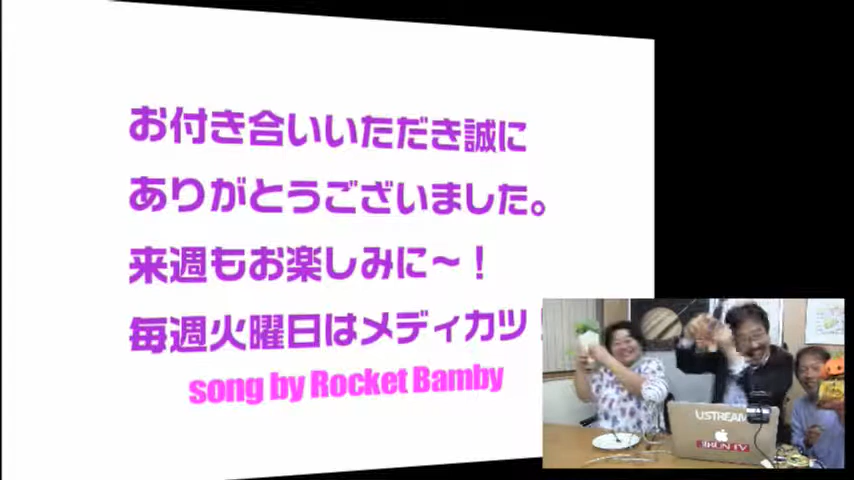 お付き合いいただき誠に
ありがとうございました。
来週もお楽しみに～！
毎週火曜日はメディカツ！
song by Rocket Bamby
USTREAM